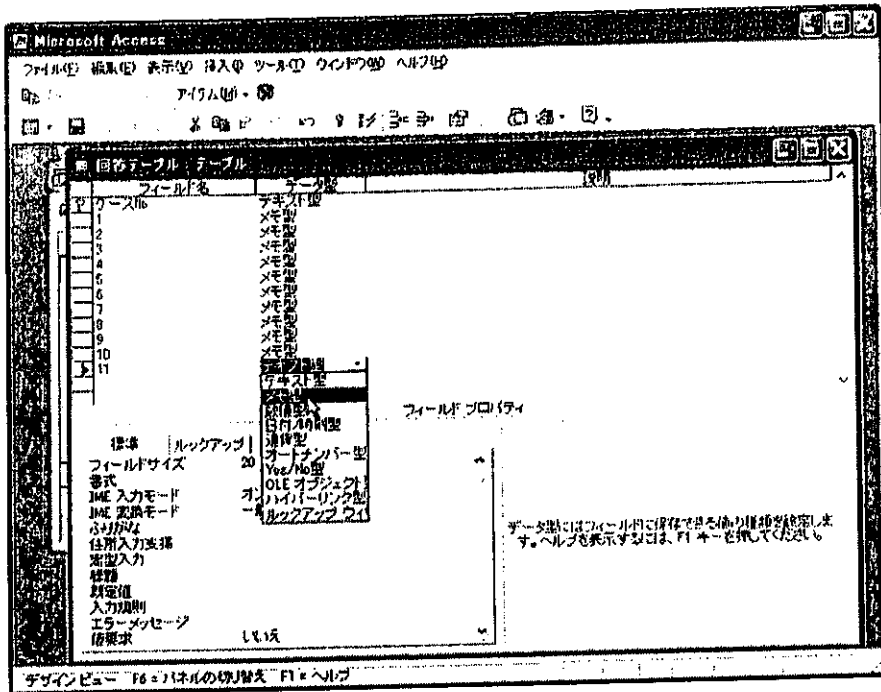 Microsoft Access
ファイル(F) 編集(E) 表示(V) 挿入(I) ツール(T) ウィンドウ(W) ヘルプ(H)
アイテム(M)
回答テーブル : テーブル
フィールド名 データ型 説明
ケースNo テキスト型
1 メモ型
2 メモ型
3 メモ型
4 メモ型
5 メモ型
6 メモ型
7 メモ型
8 メモ型
9 メモ型
10 メモ型
11 テキスト型
テキスト型
メモ型
数値型
日付/時刻型
通貨型
オートナンバー型
Yes/No型
OLE オブジェクト
ハイパーリンク型
ルックアップ ウィ
フィールド プロパティ
標準 ルックアップ
フィールドサイズ 20
書式
IME 入力モード オン
IME 変換モード 一般
ふりがな
住所入力支援
定型入力
標題
既定値
入力規則
エラーメッセージ
値要求 いいえ
データ型にはフィールドに保存できる値の種類を設定しま
す。ヘルプを表示するには、F1 キーを押してください。
デザイン ビュー F6 = パネルの切り替え F1 = ヘルプ